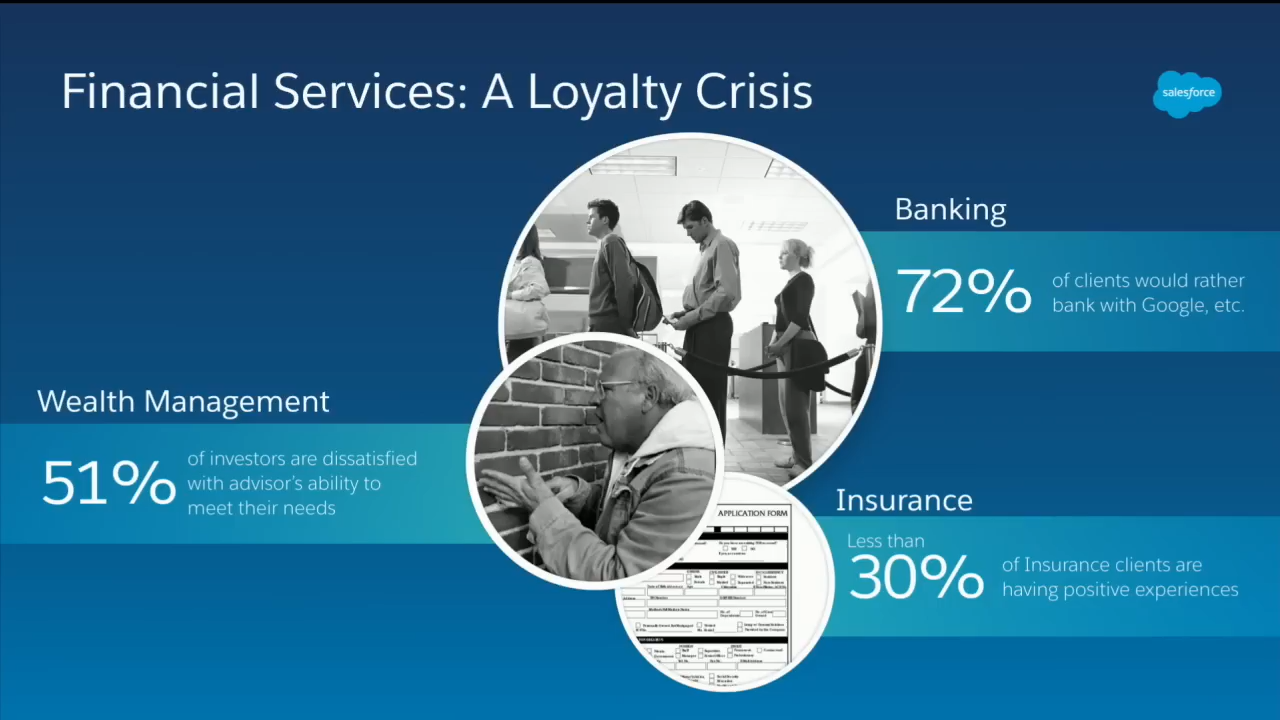 Financial Services: A Loyalty Crisis
salesforce
Banking
72%
of clients would rather
bank with Google, etc.
Wealth Management
51%
of investors are dissatisfied
with advisor's ability to
meet their needs
Insurance
Less than
30%
of Insurance clients are
having positive experiences
APPLICATION FORM